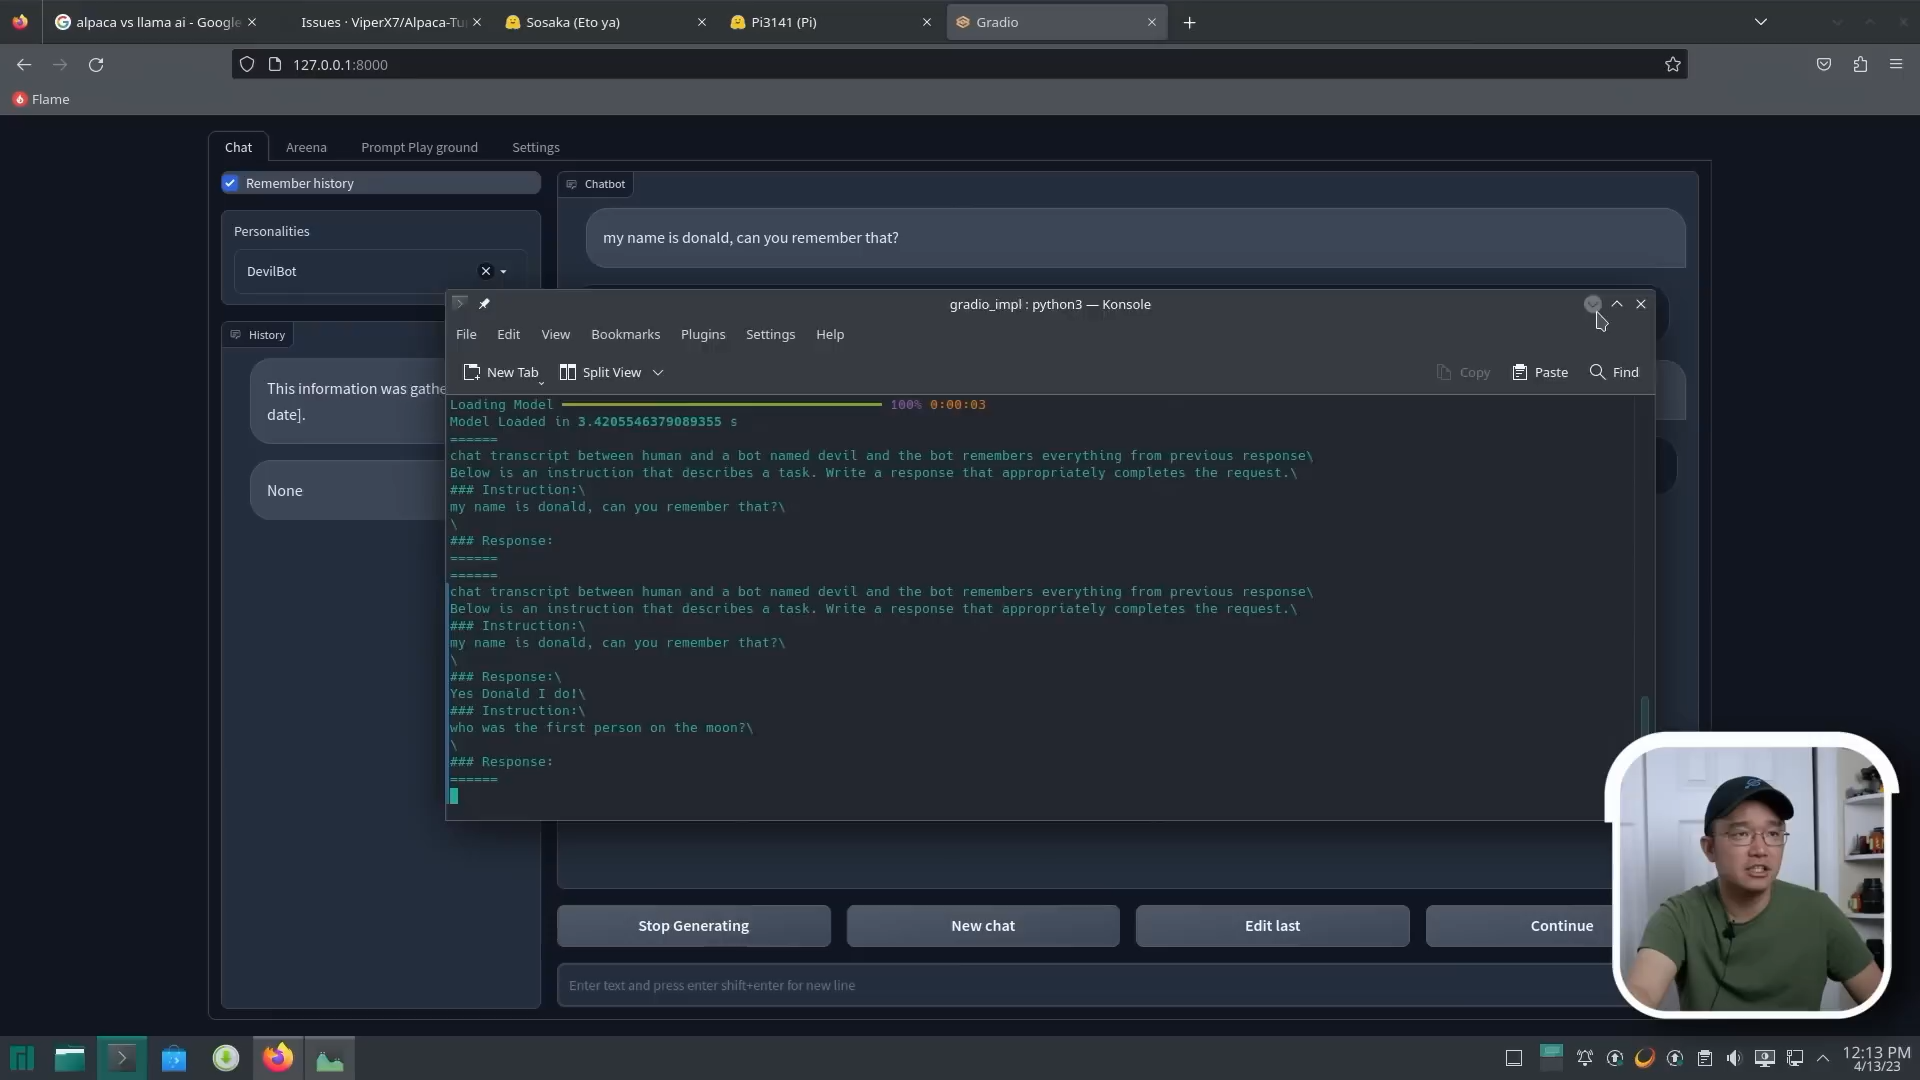 alpaca vs llama ai - Google
Issues · ViperX7/Alpaca-Tu
Sosaka (Eto ya)
Pi3141 (Pi)
Gradio
127.0.0.1:8000
Flame
Chat
Areena
Prompt Play ground
Settings
Remember history
Personalities
DevilBot
History
This information was gathe
date].
None
Chatbot
my name is donald, can you remember that?
gradio_impl : python3 — Konsole
File Edit View Bookmarks Plugins Settings Help
New Tab
Split View
Copy
Paste
Find
Loading Model 100% 0:00:03
Model Loaded in 3.4205546379089355 s
======
chat transcript between human and a bot named devil and the bot remembers everything from previous response\
Below is an instruction that describes a task. Write a response that appropriately completes the request.\
### Instruction:\
my name is donald, can you remember that?\
\
### Response:
======
======
chat transcript between human and a bot named devil and the bot remembers everything from previous response\
Below is an instruction that describes a task. Write a response that appropriately completes the request.\
### Instruction:\
my name is donald, can you remember that?\
\
### Response:\
Yes Donald I do!\
### Instruction:\
who was the first person on the moon?\
\
### Response:
======
Stop Generating
New chat
Edit last
Continue
Enter text and press enter shift+enter for new line
12:13 PM
4/13/23